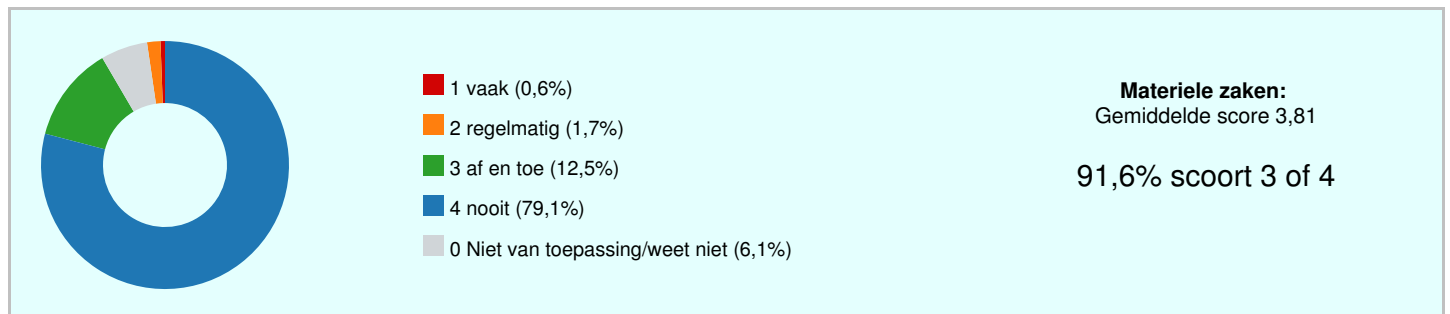 1 vaak (0,6%)
2 regelmatig (1,7%)
3 af en toe (12,5%)
4 nooit (79,1%)
0 Niet van toepassing/weet niet (6,1%)
Materiele zaken:
Gemiddelde score 3,81
91,6% scoort 3 of 4